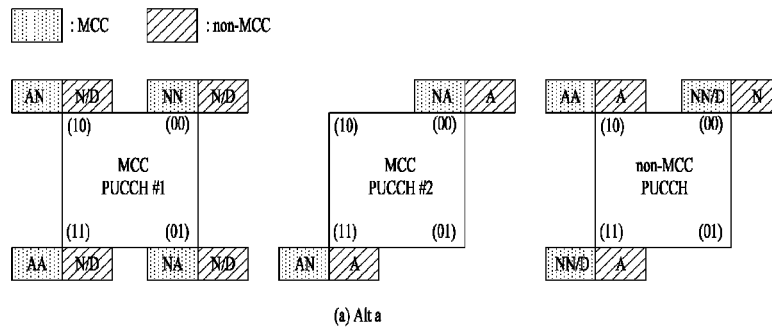 : MCC : non-MCC
AN N/D NN N/D NA A AA A NN/D N
(10) (00) (10) (00) (10) (00)
MCC MCC non-MCC
PUCCH #1 PUCCH #2 PUCCH
(11) (01) (11) (01) (11) (01)
AA N/D NA N/D AN A NN/D A
(a) Alt a